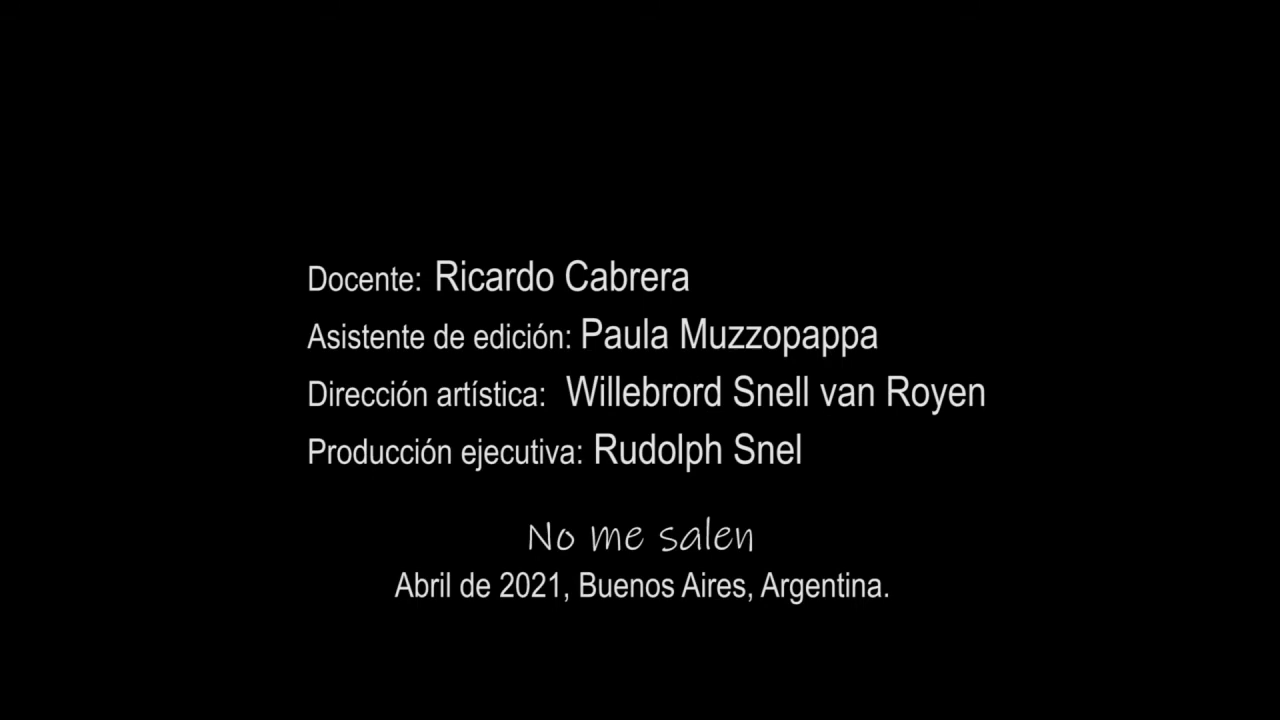 Docente: Ricardo Cabrera
Asistente de edición: Paula Muzzopappa
Dirección artística: Willebrord Snell van Royen
Producción ejecutiva: Rudolph Snel
No me salen
Abril de 2021, Buenos Aires, Argentina.